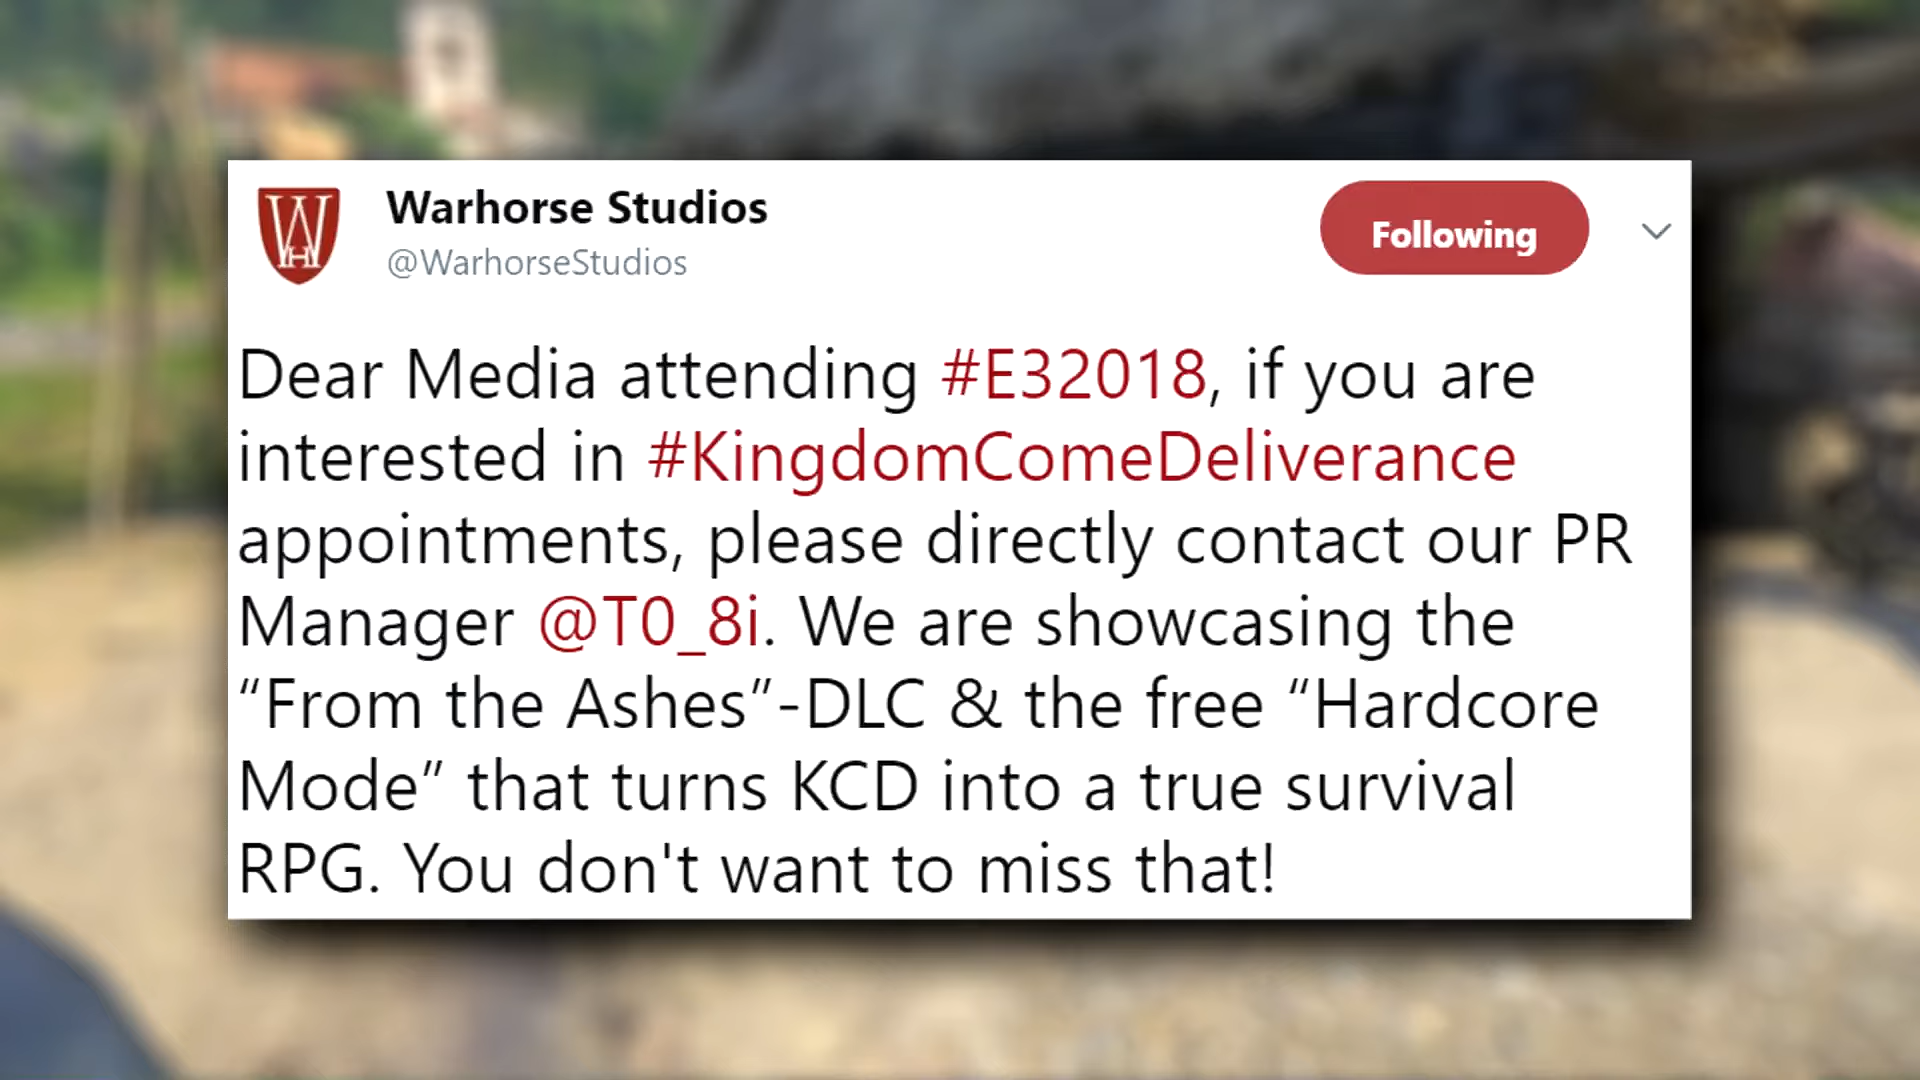 WH
Warhorse Studios
@WarhorseStudios
Following
Dear Media attending #E32018, if you are
interested in #KingdomComeDeliverance
appointments, please directly contact our PR
Manager @T0_8i. We are showcasing the
“From the Ashes”-DLC & the free “Hardcore
Mode” that turns KCD into a true survival
RPG. You don't want to miss that!